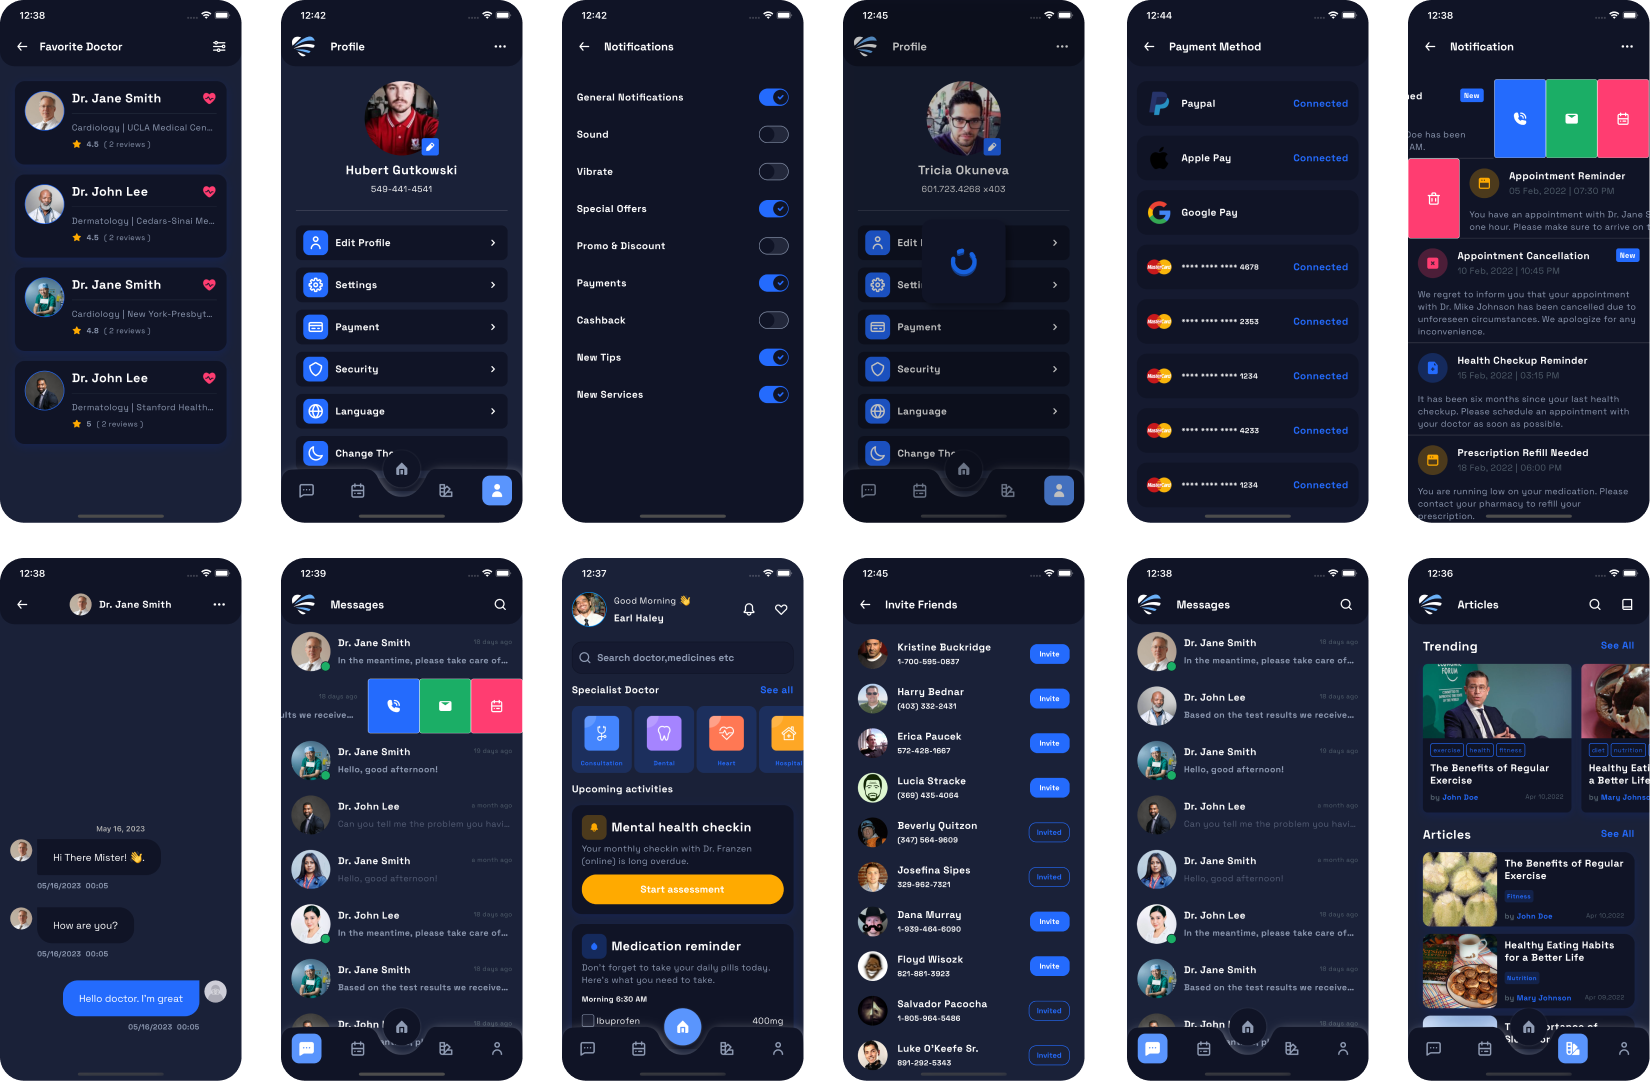 12:38
Favorite Doctor
Dr. Jane Smith
Cardiology | UCLA Medical Cen...
4.5 ( 2 reviews )
Dr. John Lee
Dermatology | Cedars-Sinai Me...
4.5 ( 2 reviews )
Dr. Jane Smith
Cardiology | New York-Presbyt...
4.8 ( 2 reviews )
Dr. John Lee
Dermatology | Stanford Health...
5 ( 2 reviews )
12:42
Profile
Hubert Gutkowski
549-441-4541
Edit Profile
Settings
Payment
Security
Language
Change The
12:42
Notifications
General Notifications
Sound
Vibrate
Special Offers
Promo & Discount
Payments
Cashback
New Tips
New Services
12:45
Profile
Tricia Okuneva
601.723.4268 x403
Edit
Setti
Payment
Security
Language
Change The
12:44
Payment Method
Paypal Connected
Apple Pay Connected
Google Pay
•••• •••• •••• 4678 Connected
•••• •••• •••• 2353 Connected
•••• •••• •••• 1234 Connected
•••• •••• •••• 4233 Connected
•••• •••• •••• 1234 Connected
12:38
Notification
ned New
Doe has been
AM.
Appointment Reminder
05 Feb, 2022 | 07:30 PM
You have an appointment with Dr. Jane S
one hour. Please make sure to arrive on t
Appointment Cancellation New
10 Feb, 2022 | 10:45 PM
We regret to inform you that your appointment
with Dr. Mike Johnson has been cancelled due to
unforeseen circumstances. We apologize for any
inconvenience.
Health Checkup Reminder
15 Feb, 2022 | 03:15 PM
It has been six months since your last health
checkup. Please schedule an appointment with
your doctor as soon as possible.
Prescription Refill Needed
18 Feb, 2022 | 06:00 PM
You are running low on your medication. Please
contact your pharmacy to refill your
prescription.
12:38
Dr. Jane Smith
May 16, 2023
Hi There Mister! 👋.
05/16/2023 00:05
How are you?
05/16/2023 00:05
Hello doctor. I'm great
05/16/2023 00:05
12:39
Messages
Dr. Jane Smith 18 days ago
In the meantime, please take care of...
18 days ago
ults we receive...
Dr. Jane Smith 18 days ago
Hello, good afternoon!
Dr. John Lee a month ago
Can you tell me the problem you havi...
Dr. Jane Smith a month ago
Hello, good afternoon!
Dr. John Lee 18 days ago
In the meantime, please take care of...
Dr. Jane Smith 18 days ago
Based on the test results we receive...
Dr. John 18 days ago
12:37
Good Morning 👋
Earl Haley
Search doctor,medicines etc
Specialist Doctor See all
Consultation Dental Heart Hospital
Upcoming activities
Mental health checkin
Your monthly checkin with Dr. Franzen
(online) is long overdue.
Start assessment
Medication reminder
Don't forget to take your daily pills today.
Here's what you need to take.
Morning 6:30 AM
Ibuprofen 400mg
12:45
Invite Friends
Kristine Buckridge
1-700-595-0837
Invite
Harry Bednar
(403) 332-2431
Invite
Erica Paucek
572-428-1667
Invite
Lucia Stracke
(369) 435-4064
Invite
Beverly Quitzon
(347) 564-9609
Invited
Josefina Sipes
329-962-7321
Invited
Dana Murray
1-939-464-6090
Invite
Floyd Wisozk
821-881-3923
Invite
Salvador Pacocha
1-805-964-5486
Invited
Luke O'Keefe Sr.
891-292-5343
Invited
12:38
Messages
Dr. Jane Smith 18 days ago
In the meantime, please take care of...
Dr. John Lee 18 days ago
Based on the test results we receive...
Dr. Jane Smith 18 days ago
Hello, good afternoon!
Dr. John Lee a month ago
Can you tell me the problem you havi...
Dr. Jane Smith a month ago
Hello, good afternoon!
Dr. John Lee 18 days ago
In the meantime, please take care of...
Dr. Jane Smith 18 days ago
Based on the test results we receive...
Dr. John L 18 days ago
12:36
Articles
Trending See All
FORUM
exercise health fitness
The Benefits of Regular
Exercise
by John Doe Apr 10,2022
diet nutrition
Healthy Eati
a Better Life
by Mary Johnso
Articles See All
The Benefits of Regular
Exercise
Fitness
by John Doe Apr 10,2022
Healthy Eating Habits
for a Better Life
Nutrition
by Mary Johnson Apr 09,2022